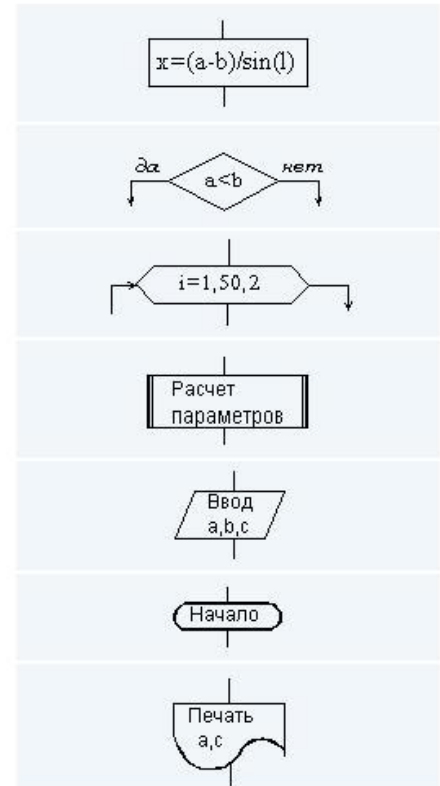 x=(a-b)/sin(l)
да нет
a<b
i=1,50,2
Расчет
параметров
Ввод
a,b,c
Начало
Печать
a,c